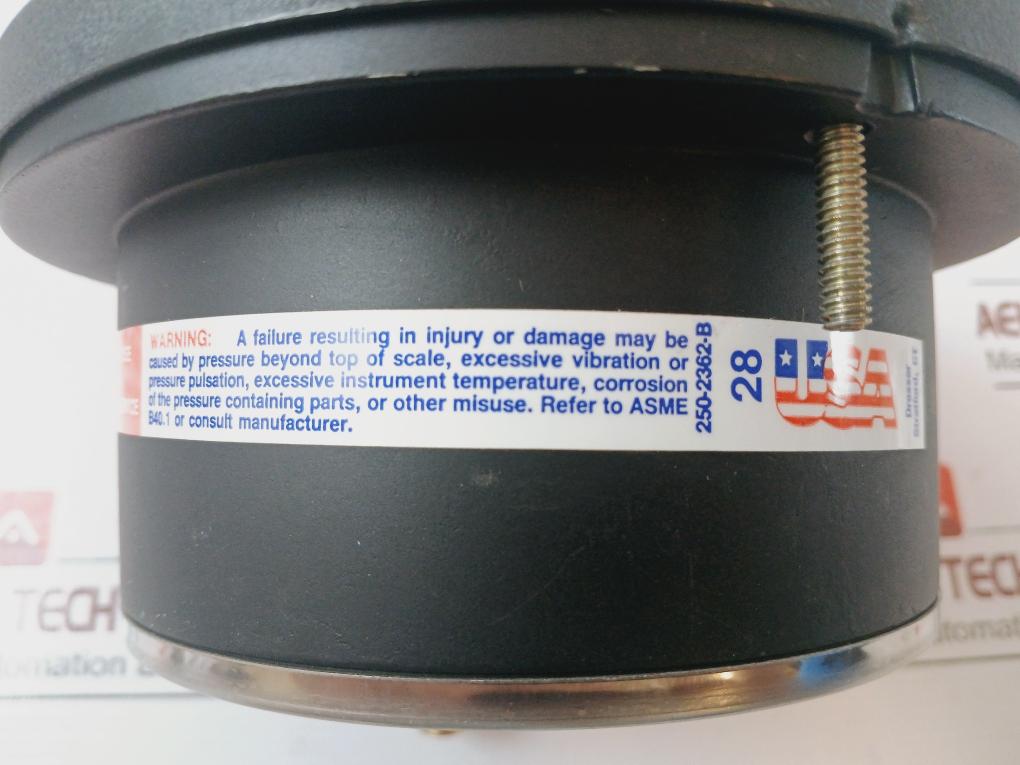 WARNING: A failure resulting in injury or damage may be
caused by pressure beyond top of scale, excessive vibration or
pressure pulsation, excessive instrument temperature, corrosion
of the pressure containing parts, or other misuse. Refer to ASME
B40.1 or consult manufacturer.
250-2362-B
28
USA
Dresser
Stratford, CT
TECH
TECH